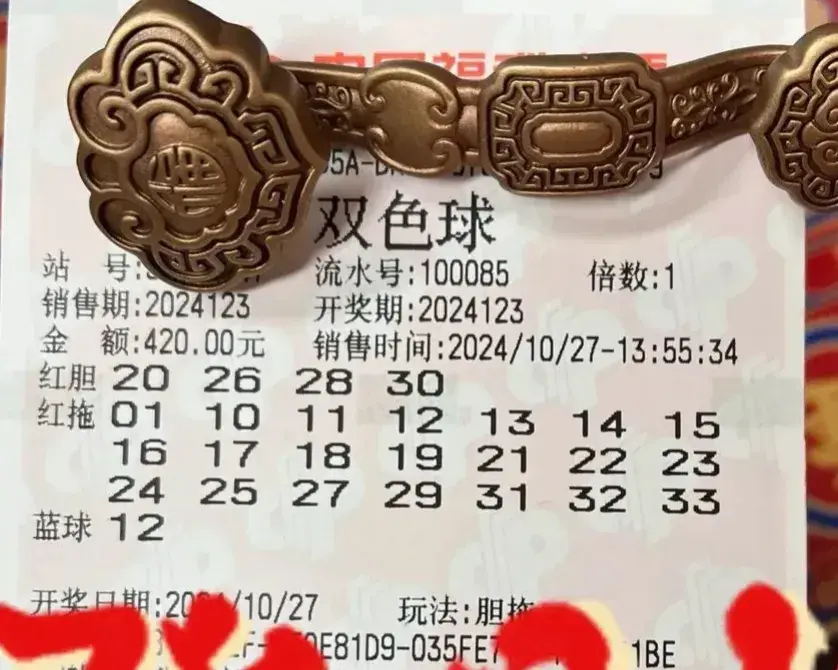 双色球
站 号: 流水号:100085 倍数:1
销售期:2024123 开奖期:2024123
金 额:420.00元 销售时间:2024/10/27-13:55:34
红胆 20 26 28 30
红拖 01 10 11 12 13 14 15
16 17 18 19 21 22 23
24 25 27 29 31 32 33
蓝球 12
开奖日期:2024/10/27 玩法:胆拖